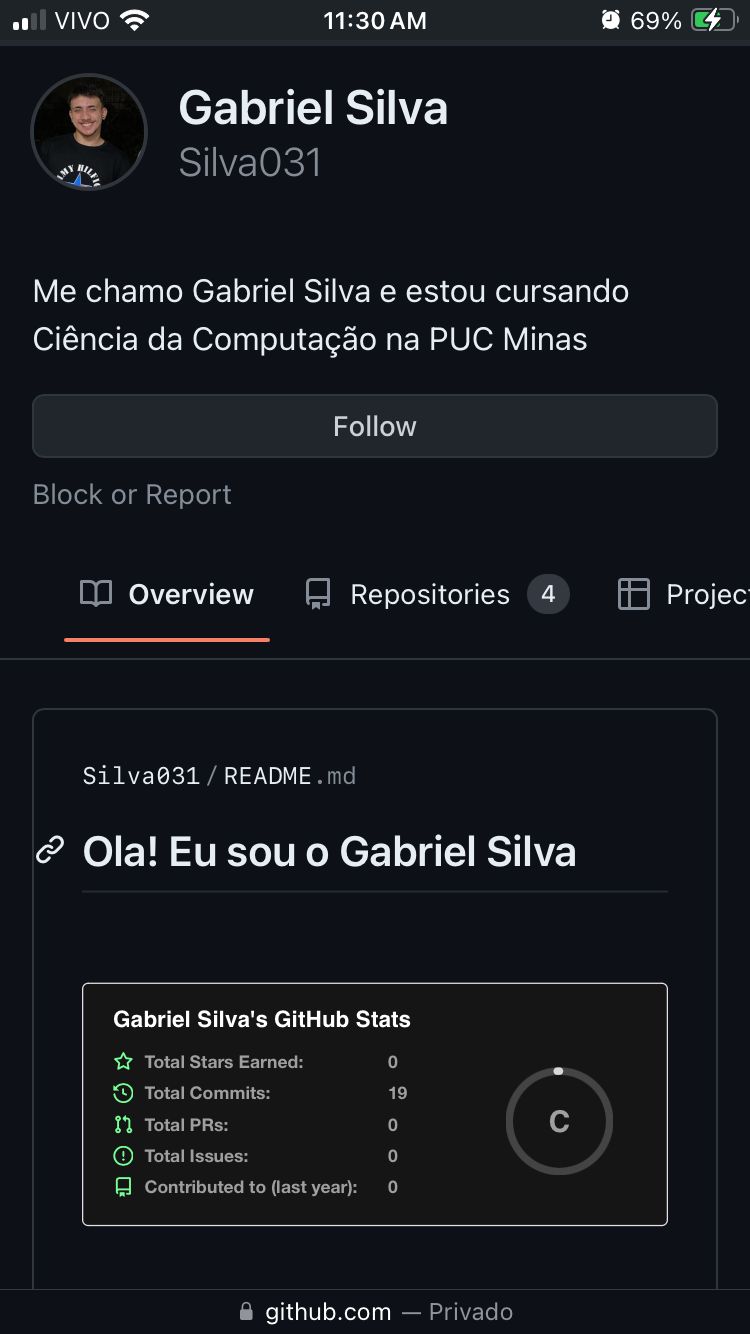 VIVO 11:30 AM 69%
Gabriel Silva
Silva031
Me chamo Gabriel Silva e estou cursando
Ciência da Computação na PUC Minas
Follow
Block or Report
Overview Repositories 4 Projec
Silva031/README.md
Ola! Eu sou o Gabriel Silva
Gabriel Silva's GitHub Stats
Total Stars Earned: 0
Total Commits: 19
Total PRs: 0
Total Issues: 0
Contributed to (last year): 0
C
github.com — Privado